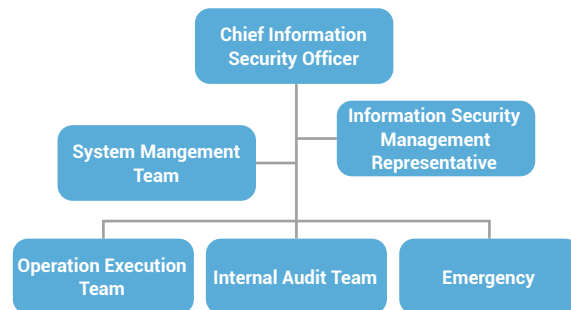 Chief Information
Security Officer
Information Security
Management
Representative
System Mangement
Team
Operation Execution
Team
Internal Audit Team
Emergency